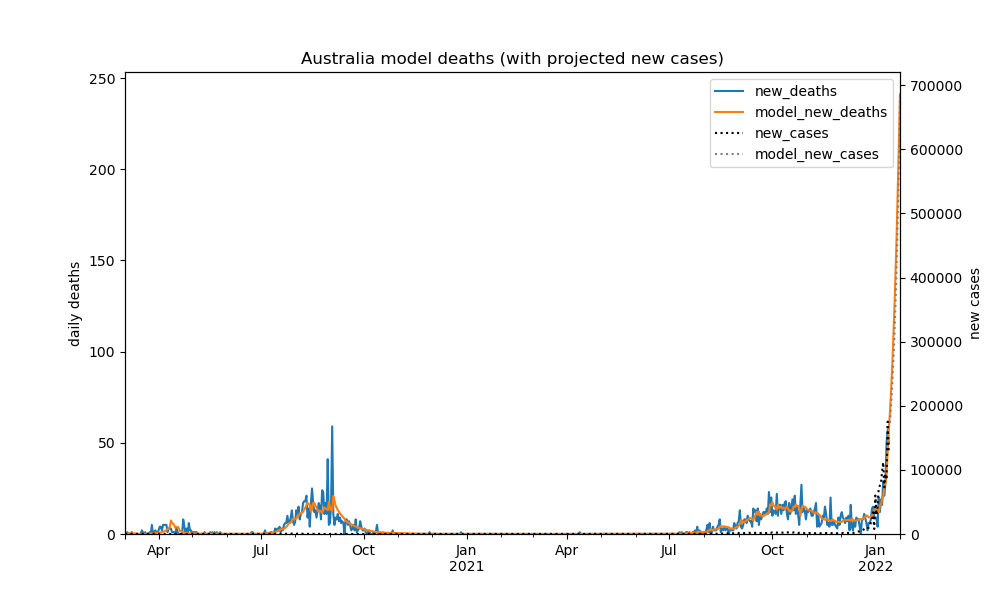 Australia model deaths (with projected new cases)
250
200
150
100
50
0
daily deaths
700000
600000
500000
400000
300000
200000
100000
0
new cases
new_deaths
model_new_deaths
new_cases
model_new_cases
Apr
Jul
Oct
Jan
2021
Apr
Jul
Oct
Jan
2022